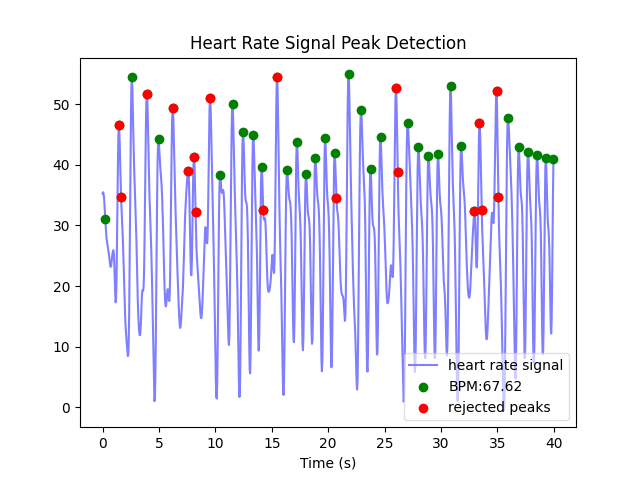 Heart Rate Signal Peak Detection
50
40
30
20
10
0
0 5 10 15 20 25 30 35 40
Time (s)
heart rate signal
BPM:67.62
rejected peaks